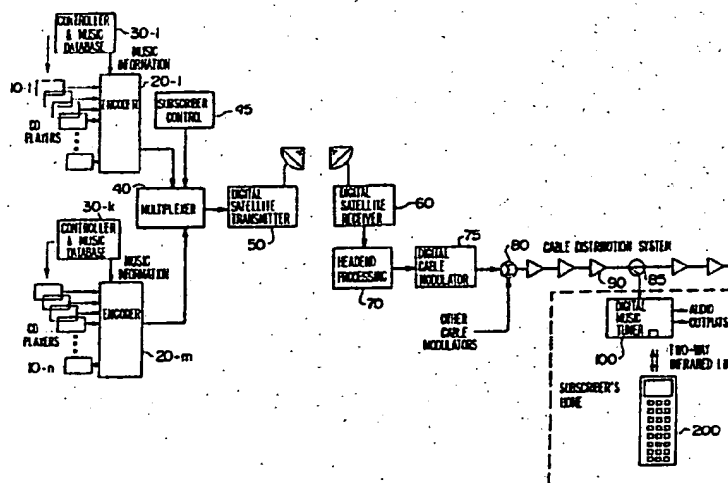 CONTROLLER
& MUSIC
DATABASE
30-1
MUSIC
INFORMATION
20-1
10-1
ENCODER
SUBSCRIBER
CONTROL
45
CD
PLAYERS
40
MULTIPLEXER
DIGITAL
SATELLITE
TRANSMITTER
50
DIGITAL
SATELLITE
RECEIVER
60
30-k
CONTROLLER
& MUSIC
DATABASE
MUSIC
INFORMATION
ENCODER
20-m
CD
PLAYERS
10-n
HEADEND
PROCESSING
70
75
DIGITAL
CABLE
MODULATOR
80
CABLE DISTRIBUTION SYSTEM
90
85
OTHER
CABLE
MODULATORS
DIGITAL
MUSIC
TUNER
100
AUDIO
OUTPUTS
TWO-WAY
INFRARED
SUBSCRIBER'S
HOME
200